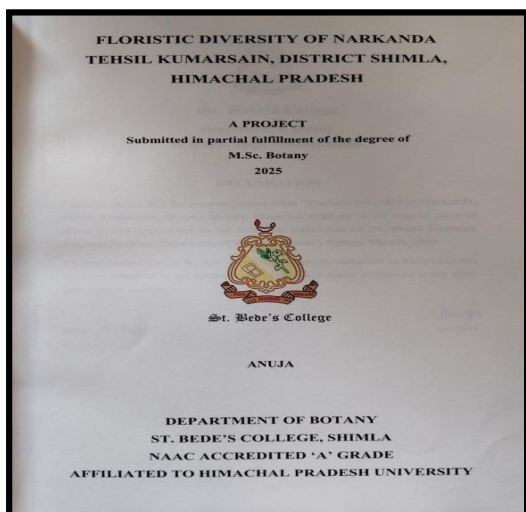 FLORISTIC DIVERSITY OF NARKANDA
TEHSIL KUMARSAIN, DISTRICT SHIMLA,
HIMACHAL PRADESH
A PROJECT
Submitted in partial fulfillment of the degree of
M.Sc. Botany
2025
St. Bede's College
ANUJA
DEPARTMENT OF BOTANY
ST. BEDE'S COLLEGE, SHIMLA
NAAC ACCREDITED 'A' GRADE
AFFILIATED TO HIMACHAL PRADESH UNIVERSITY